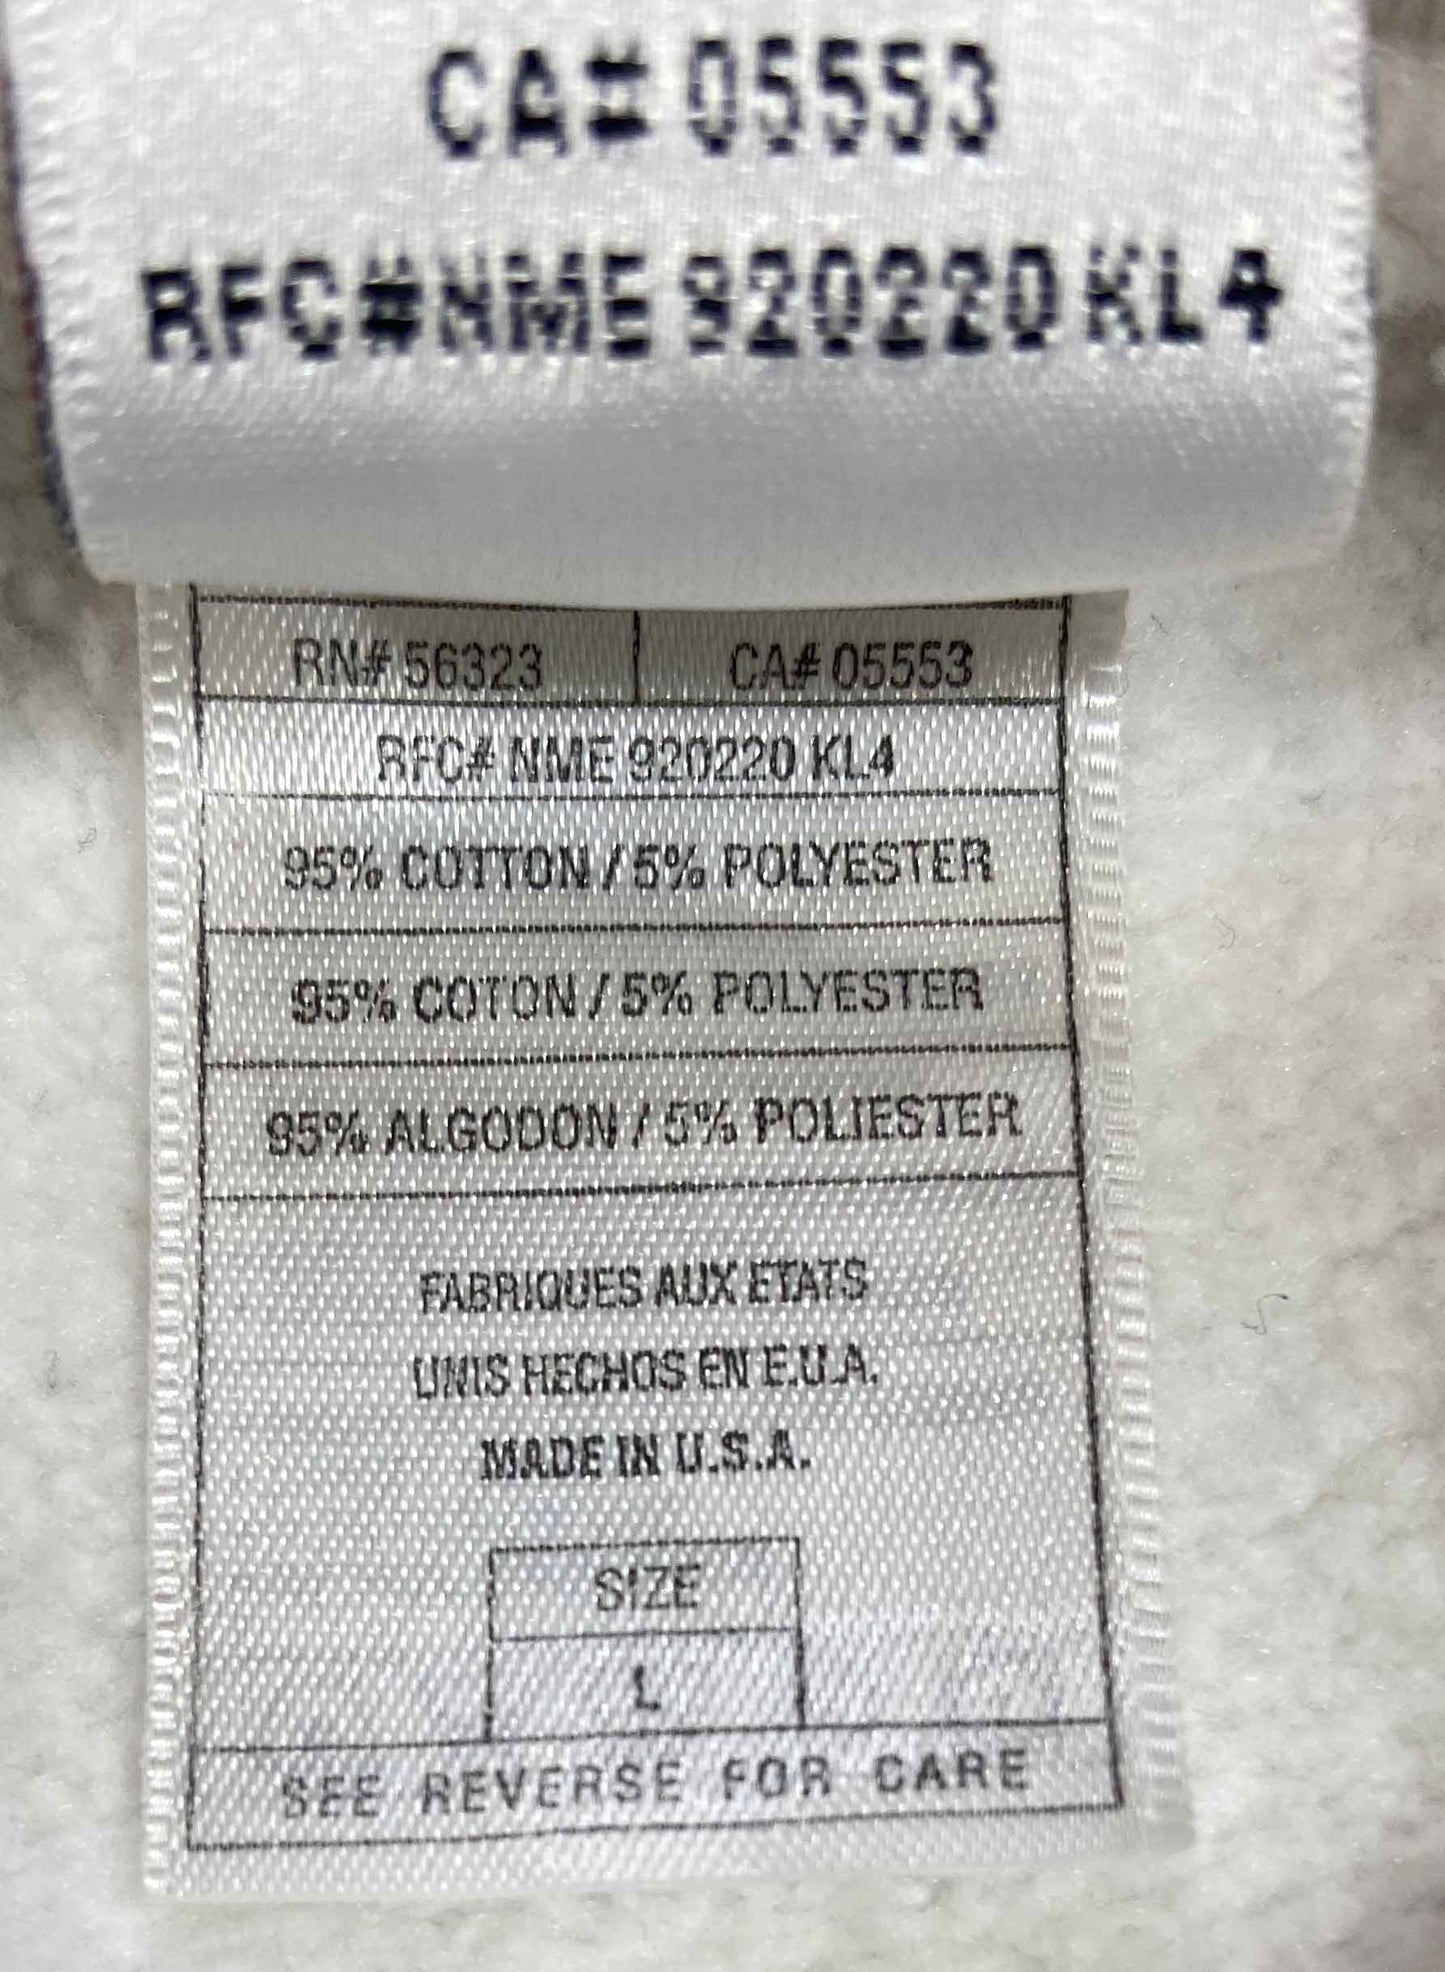 CA# 05553
RFC# NME 920220 KL4
RN# 56323 CA# 05553
RFC# NME 920220 KL4
95% COTTON / 5% POLYESTER
95% COTON / 5% POLYESTER
95% ALGODON / 5% POLIESTER
FABRIQUES AUX ETATS
UNIS HECHOS EN E.U.A.
MADE IN U.S.A.
SIZE
L
SEE REVERSE FOR CARE